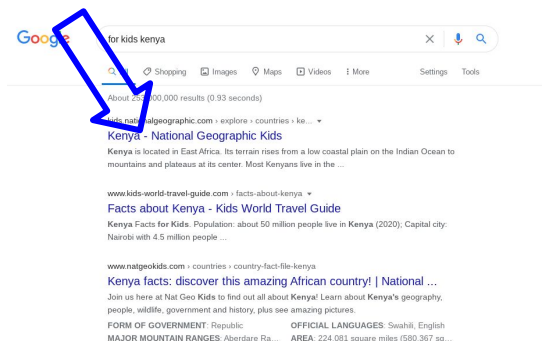 Google
for kids kenya
All Shopping Images Maps Videos More Settings Tools
About 253,000,000 results (0.93 seconds)
kids.nationalgeographic.com › explore › countries › ke...
Kenya - National Geographic Kids
Kenya is located in East Africa. Its terrain rises from a low coastal plain on the Indian Ocean to
mountains and plateaus at its center. Most Kenyans live in the ...
www.kids-world-travel-guide.com › facts-about-kenya
Facts about Kenya - Kids World Travel Guide
Kenya Facts for Kids. Population: about 50 million people live in Kenya (2020); Capital city:
Nairobi with 4.5 million people ...
www.natgeokids.com › countries › country-fact-file-kenya
Kenya facts: discover this amazing African country! | National ...
Join us here at Nat Geo Kids to find out all about Kenya! Learn about Kenya's geography,
people, wildlife, government and history, plus see amazing pictures.
FORM OF GOVERNMENT: Republic OFFICIAL LANGUAGES: Swahili, English
MAJOR MOUNTAIN RANGES: Aberdare Ra... AREA: 224,081 square miles (580,367 sq...